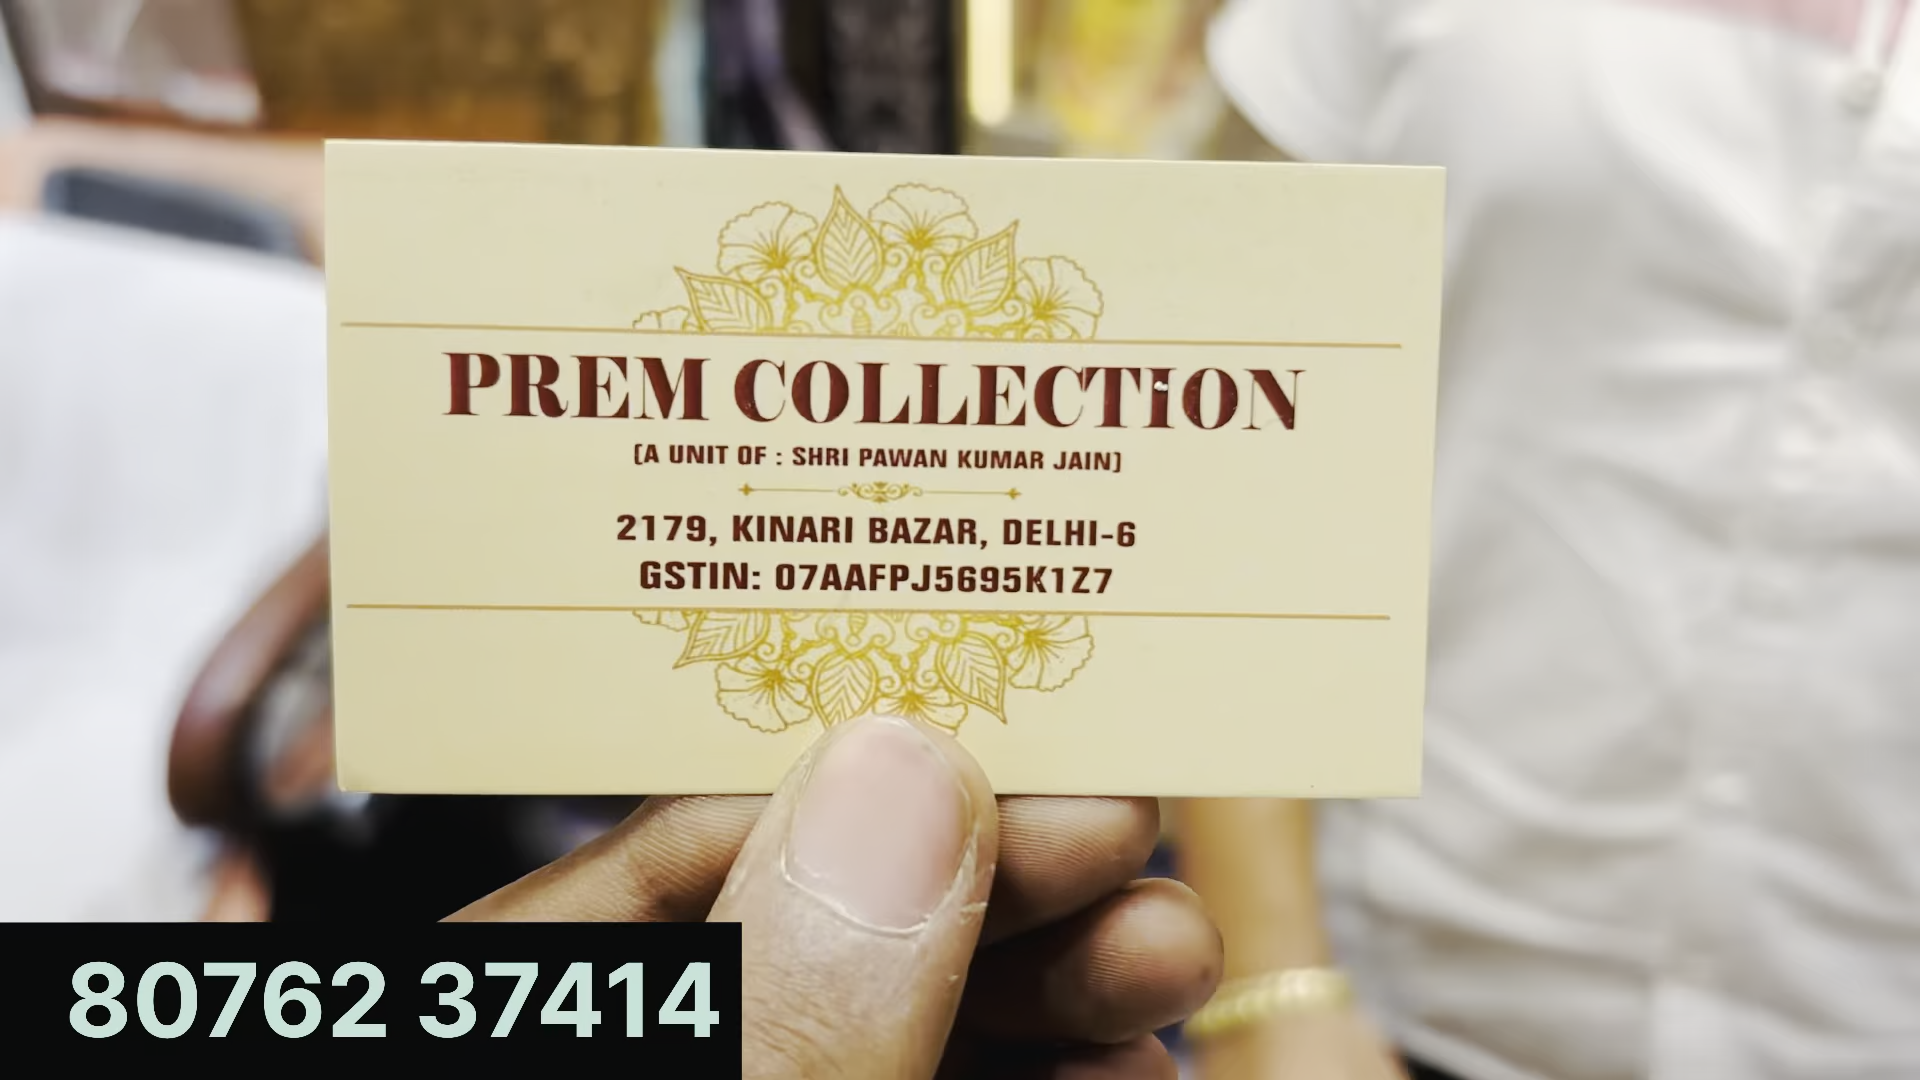 PREM COLLECTION
[A UNIT OF : SHRI PAWAN KUMAR JAIN]
2179, KINARI BAZAR, DELHI-6
GSTIN: 07AAFPJ5695K1Z7
80762 37414